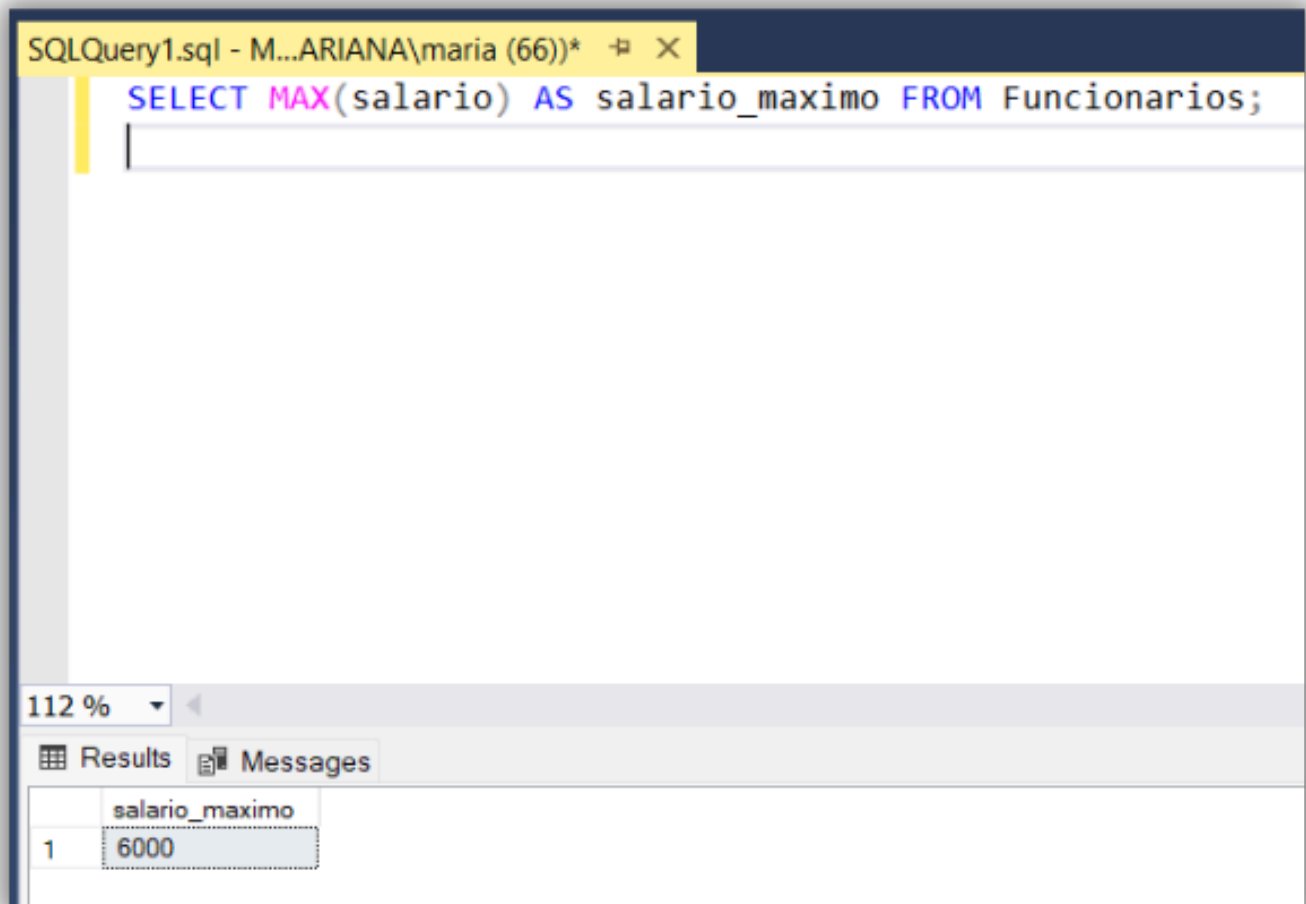 SQLQuery1.sql - M...ARIANA\maria (66))*
SELECT MAX(salario) AS salario_maximo FROM Funcionarios;
112 %
Results Messages
salario_maximo
1 6000